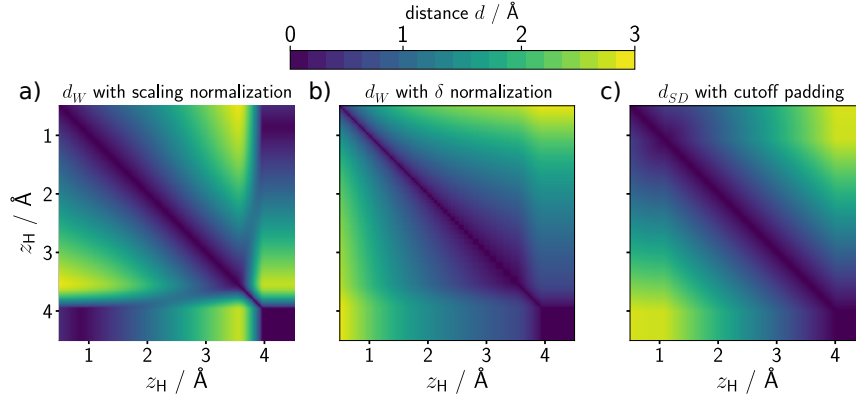 distance d / Å
0 1 2 3
a) d_W with scaling normalization
b) d_W with δ normalization
c) d_SD with cutoff padding
z_H / Å
1
2
3
4
1 2 3 4
1 2 3 4
1 2 3 4
z_H / Å
z_H / Å
z_H / Å